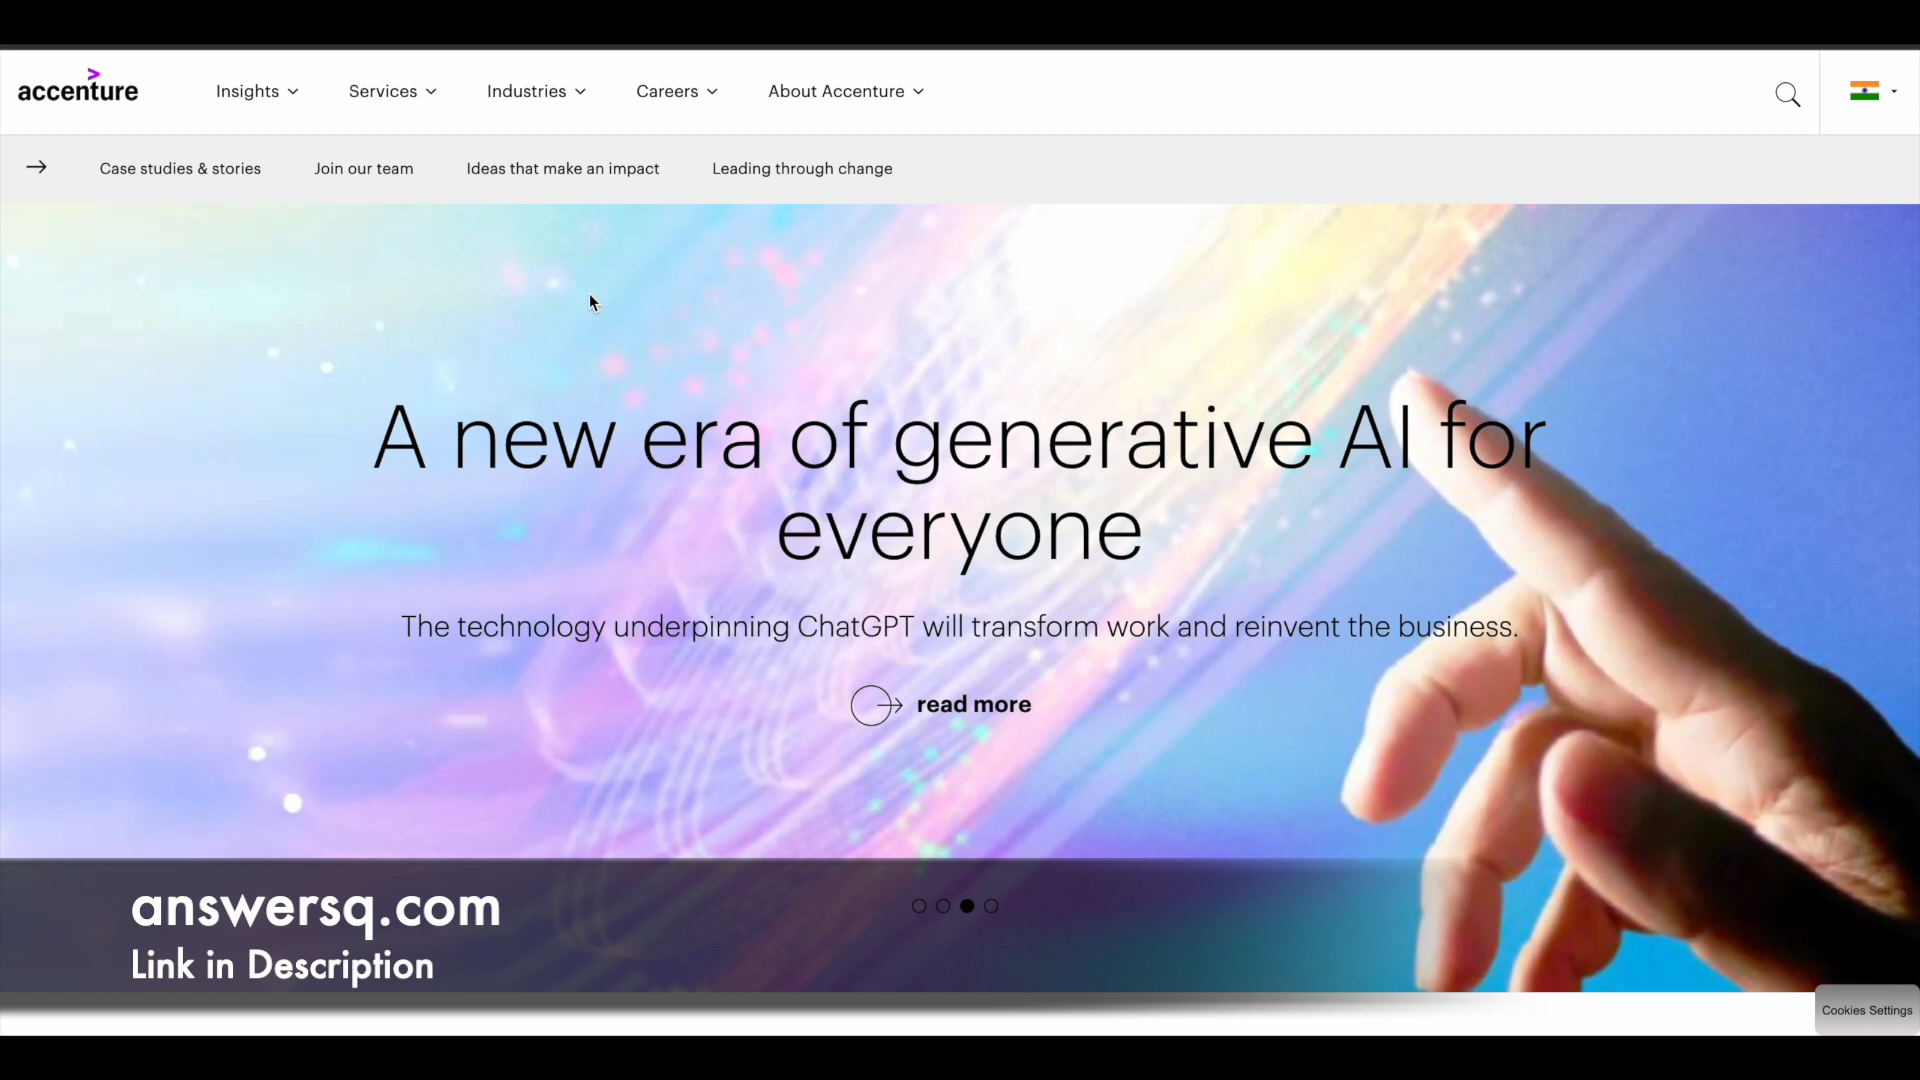 accenture
Insights Services Industries Careers About Accenture
Case studies & stories Join our team Ideas that make an impact Leading through change
A new era of generative AI for
everyone
The technology underpinning ChatGPT will transform work and reinvent the business.
read more
answersq.com
Link in Description
Cookies Settings